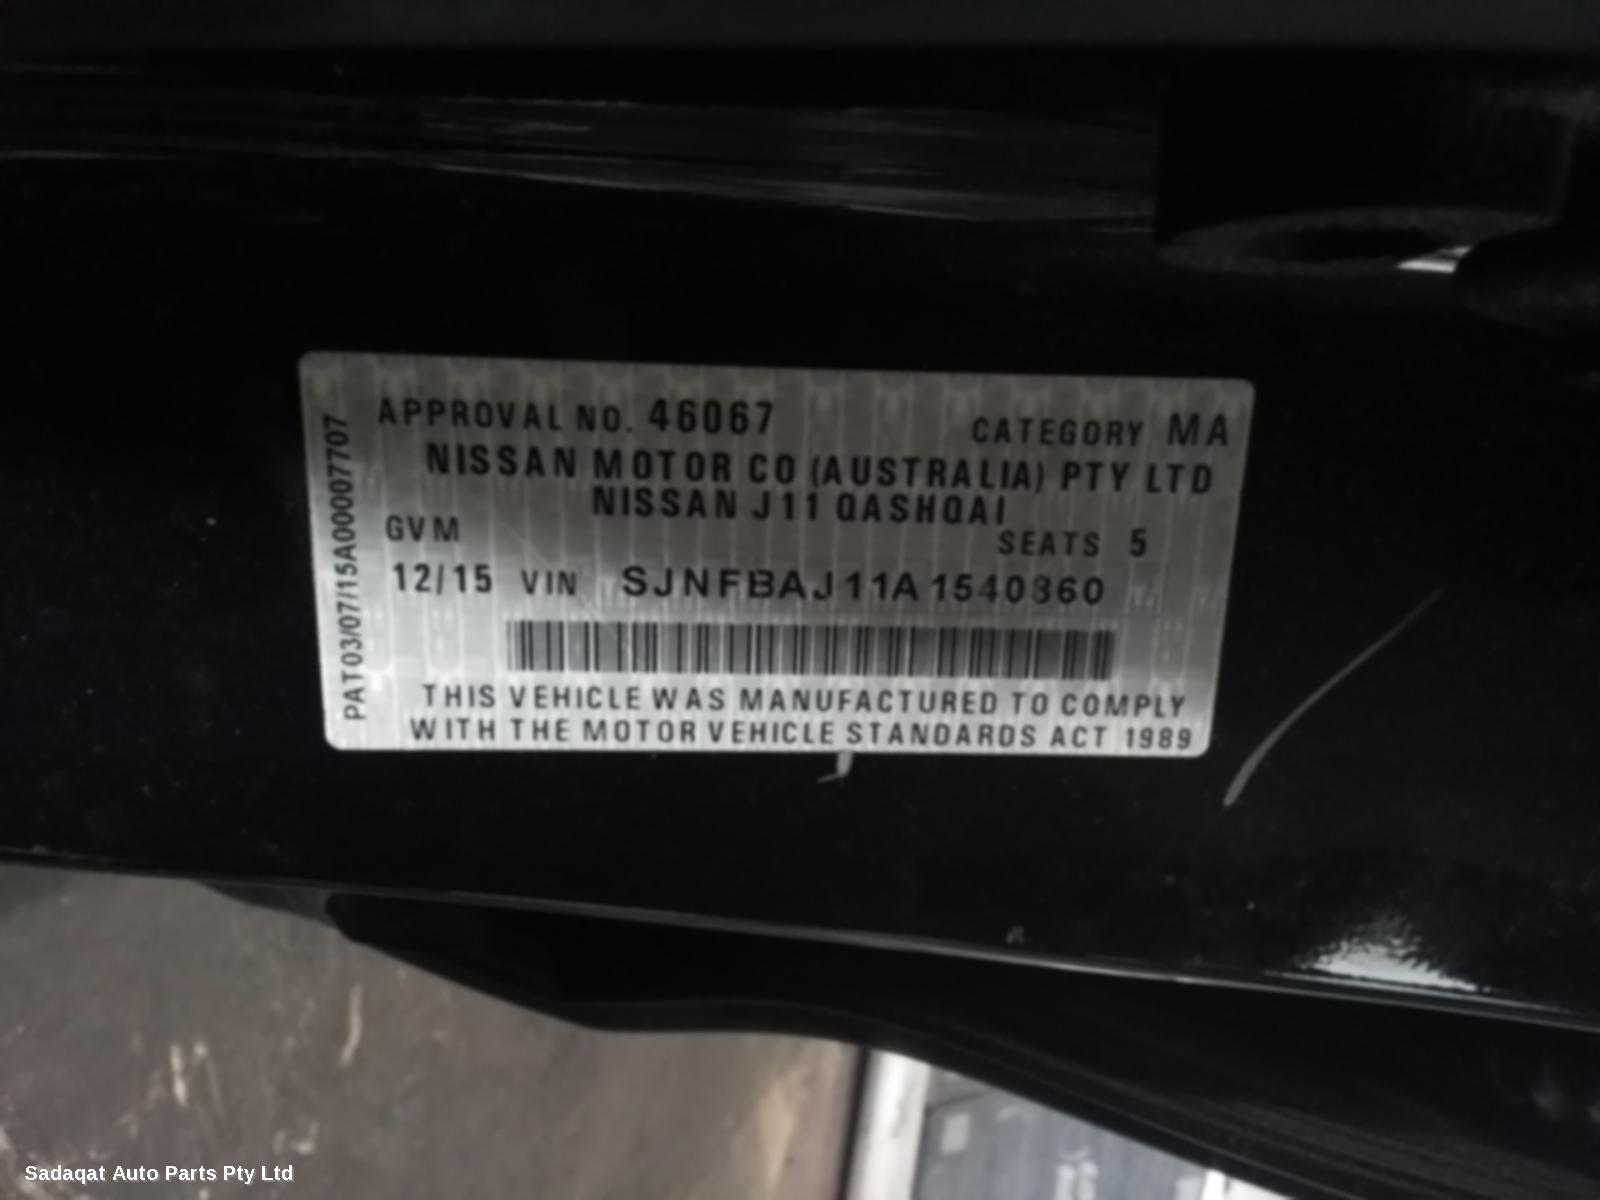 APPROVAL NO. 46067 CATEGORY MA
NISSAN MOTOR CO (AUSTRALIA) PTY LTD
NISSAN J11 QASHQAI
GVM SEATS 5
12/15 VIN SJNFBAJ11A1540860
THIS VEHICLE WAS MANUFACTURED TO COMPLY
WITH THE MOTOR VEHICLE STANDARDS ACT 1989
PAT03/07/15A00007707
Sadaqat Auto Parts Pty Ltd